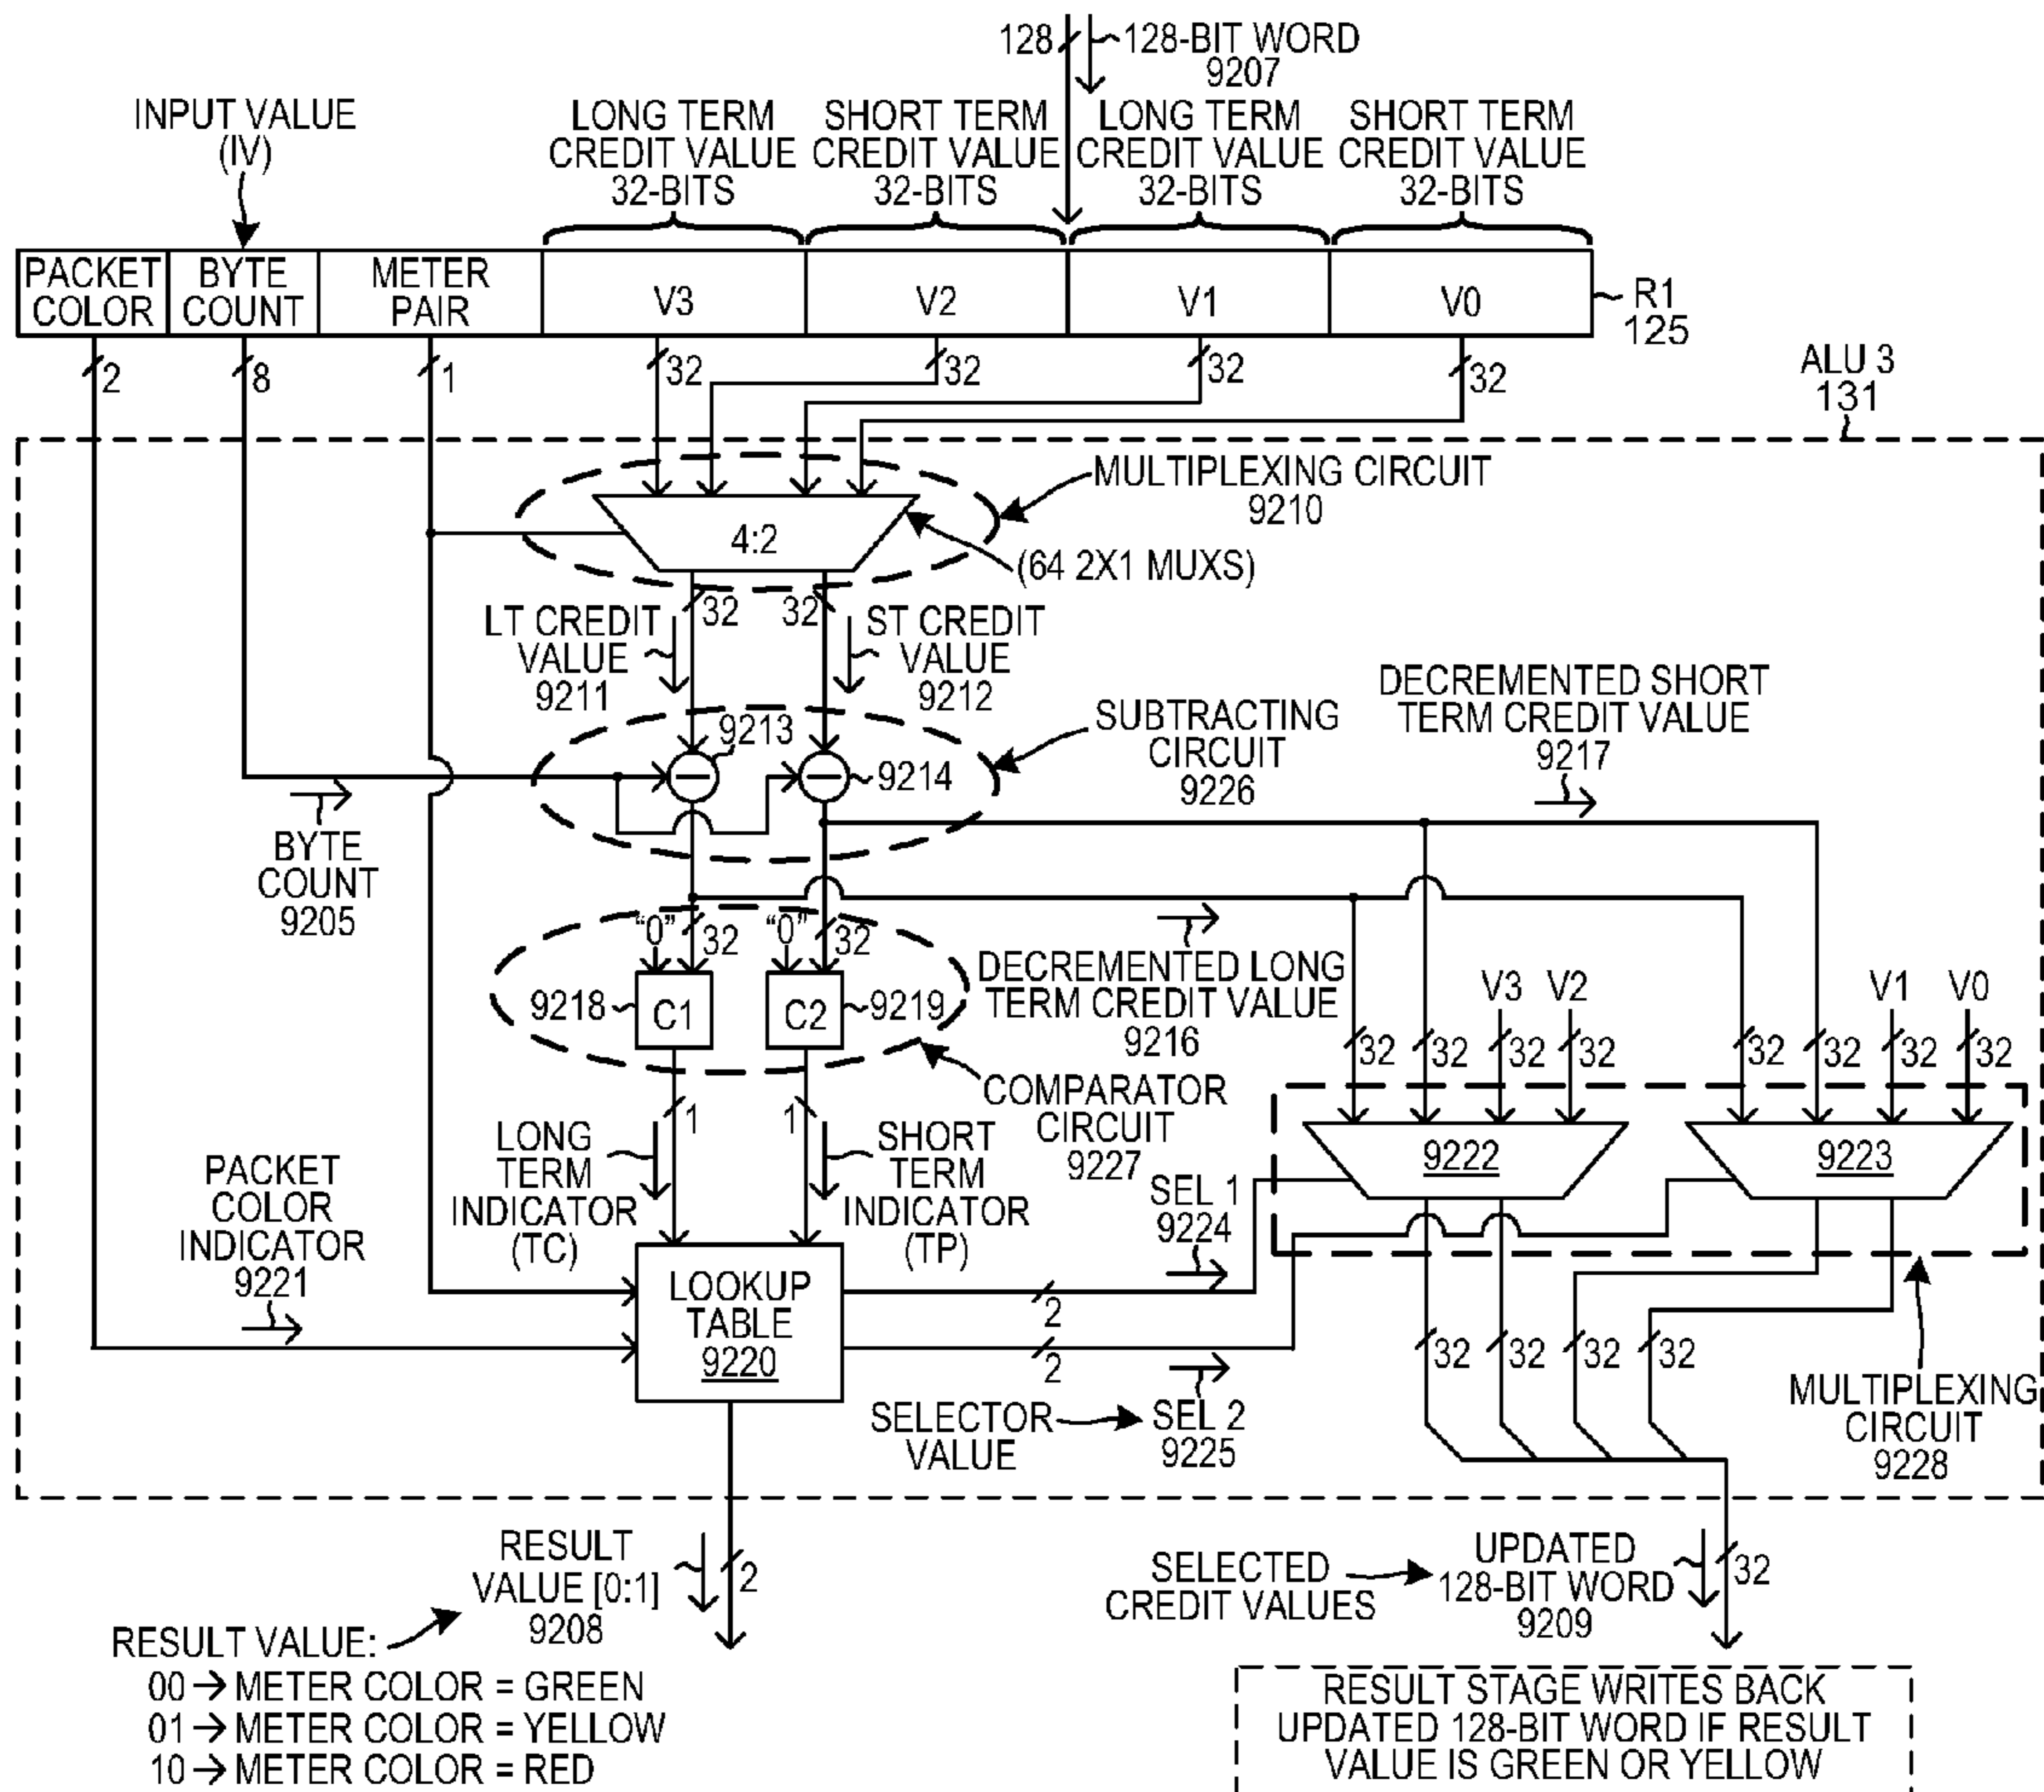 128
128-BIT WORD
9207
INPUT VALUE
(IV)
LONG TERM
CREDIT VALUE
32-BITS
SHORT TERM
CREDIT VALUE
32-BITS
LONG TERM
CREDIT VALUE
32-BITS
SHORT TERM
CREDIT VALUE
32-BITS
PACKET
COLOR
BYTE
COUNT
METER
PAIR
V3
V2
V1
V0
R1
125
2
8
1
32
32
32
32
ALU 3
131
MULTIPLEXING CIRCUIT
9210
4:2
(64 2X1 MUXS)
32
32
LT CREDIT
VALUE
9211
ST CREDIT
VALUE
9212
9213
9214
SUBTRACTING
CIRCUIT
9226
DECREMENTED SHORT
TERM CREDIT VALUE
9217
BYTE
COUNT
9205
"0"
32
"0"
32
9218
C1
C2
9219
DECREMENTED LONG
TERM CREDIT VALUE
9216
V3
V2
V1
V0
32
32
32
32
32
32
32
32
COMPARATOR
CIRCUIT
9227
1
1
LONG
TERM
INDICATOR
(TC)
SHORT
TERM
INDICATOR
(TP)
9222
9223
PACKET
COLOR
INDICATOR
9221
SEL 1
9224
LOOKUP
TABLE
9220
2
2
SELECTOR
VALUE
SEL 2
9225
32
32
32
32
MULTIPLEXING
CIRCUIT
9228
RESULT
VALUE [0:1]
9208
2
SELECTED
CREDIT VALUES
UPDATED
128-BIT WORD
9209
32
RESULT VALUE:
00 → METER COLOR = GREEN
01 → METER COLOR = YELLOW
10 → METER COLOR = RED
RESULT STAGE WRITES BACK
UPDATED 128-BIT WORD IF RESULT
VALUE IS GREEN OR YELLOW